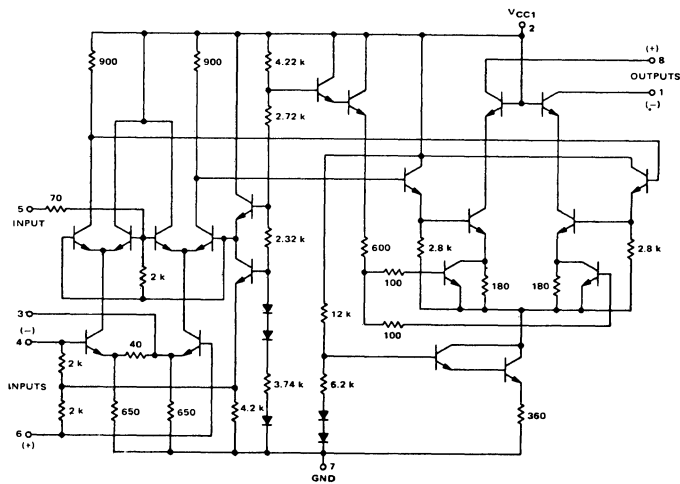 VCC1
2
(+)
8
OUTPUTS
1
(−)
900
900
4.22 k
2.72 k
5
70
INPUT
2 k
2.32 k
600
2.8 k
2.8 k
100
180
180
100
3
(−)
4
40
12 k
2 k
INPUTS
2 k
650
650
4.2 k
3.74 k
6.2 k
360
6
(+)
7
GND